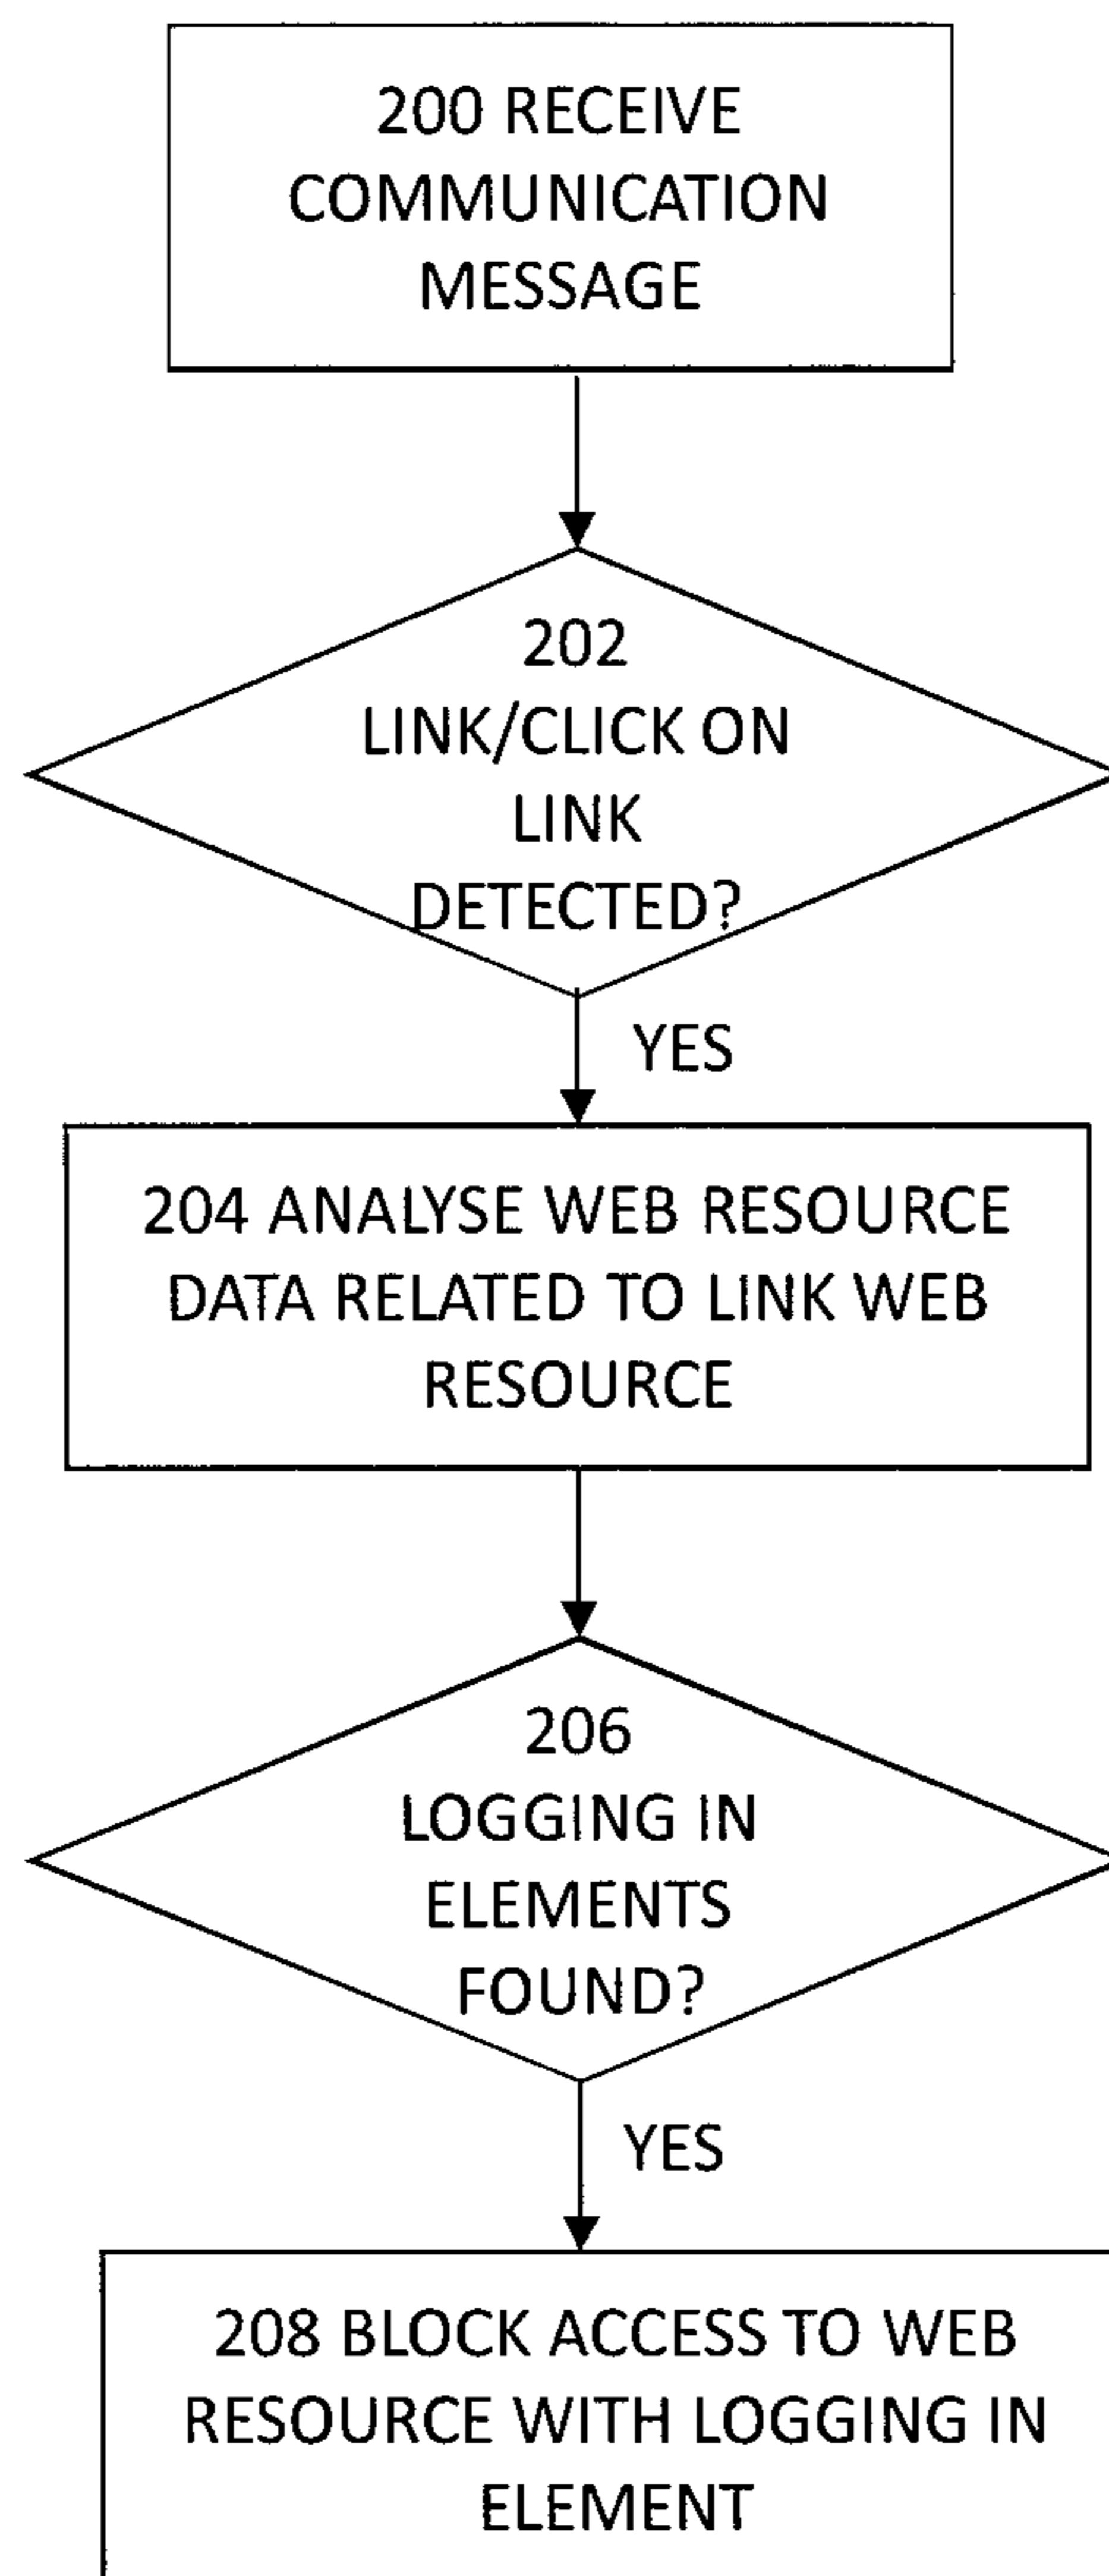 200 RECEIVE
COMMUNICATION
MESSAGE
202
LINK/CLICK ON
LINK
DETECTED?
YES
204 ANALYSE WEB RESOURCE
DATA RELATED TO LINK WEB
RESOURCE
206
LOGGING IN
ELEMENTS
FOUND?
YES
208 BLOCK ACCESS TO WEB
RESOURCE WITH LOGGING IN
ELEMENT